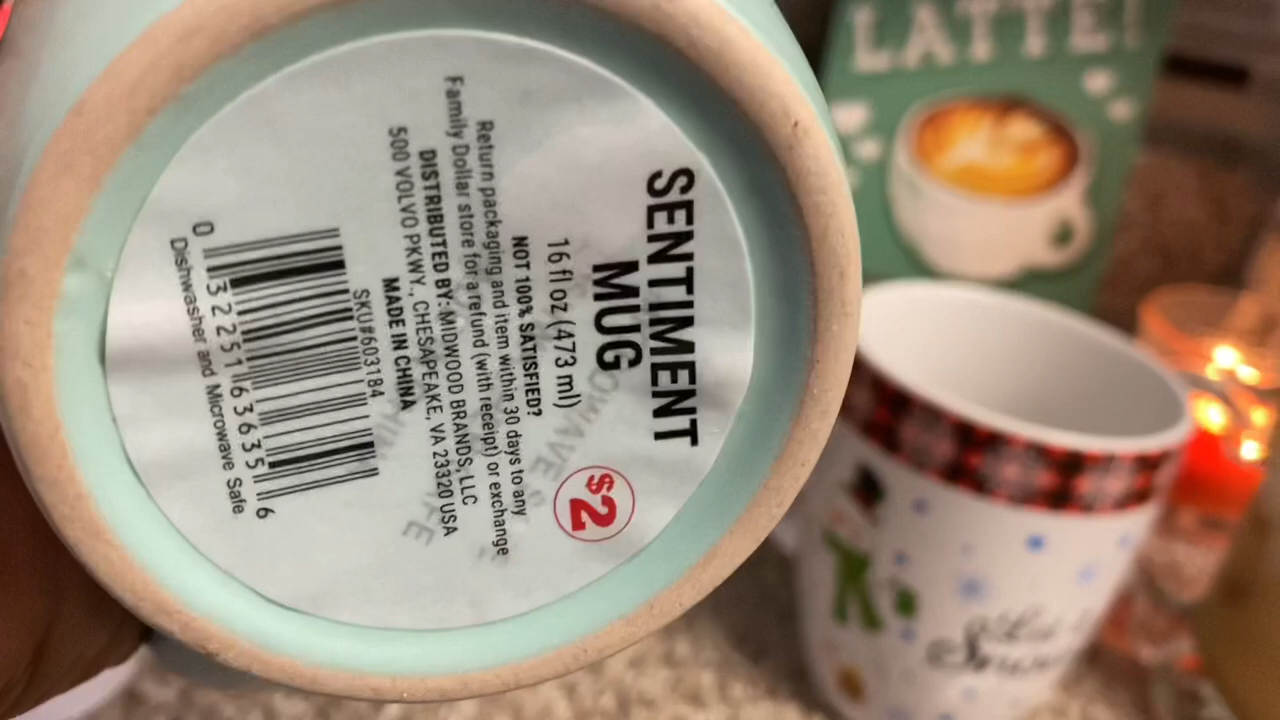 SENTIMENT
MUG
$2
16 fl oz (473 ml)
NOT 100% SATISFIED?
Return packaging and item within 30 days to any
Family Dollar store for a refund (with receipt) or exchange
DISTRIBUTED BY: MIDWOOD BRANDS, LLC
500 VOLVO PKWY., CHESAPEAKE, VA 23320 USA
MADE IN CHINA
SKU#603184
0 32251 63635 6
Dishwasher and Microwave Safe
LATTE!